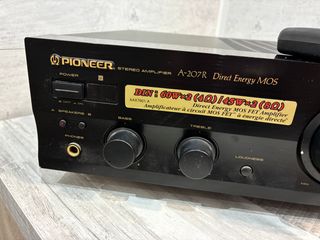 PIONEER STEREO AMPLIFIER A-207R Direct Energy MOS
POWER
DIN : 60W×2 (4Ω) / 45W×2 (8Ω)
Direct Energy MOS FET Amplifier
Amplificateur à circuit MOS FET à énergie directe
A SPEAKERS B
PHONES
BASS
TREBLE
LOUDNESS